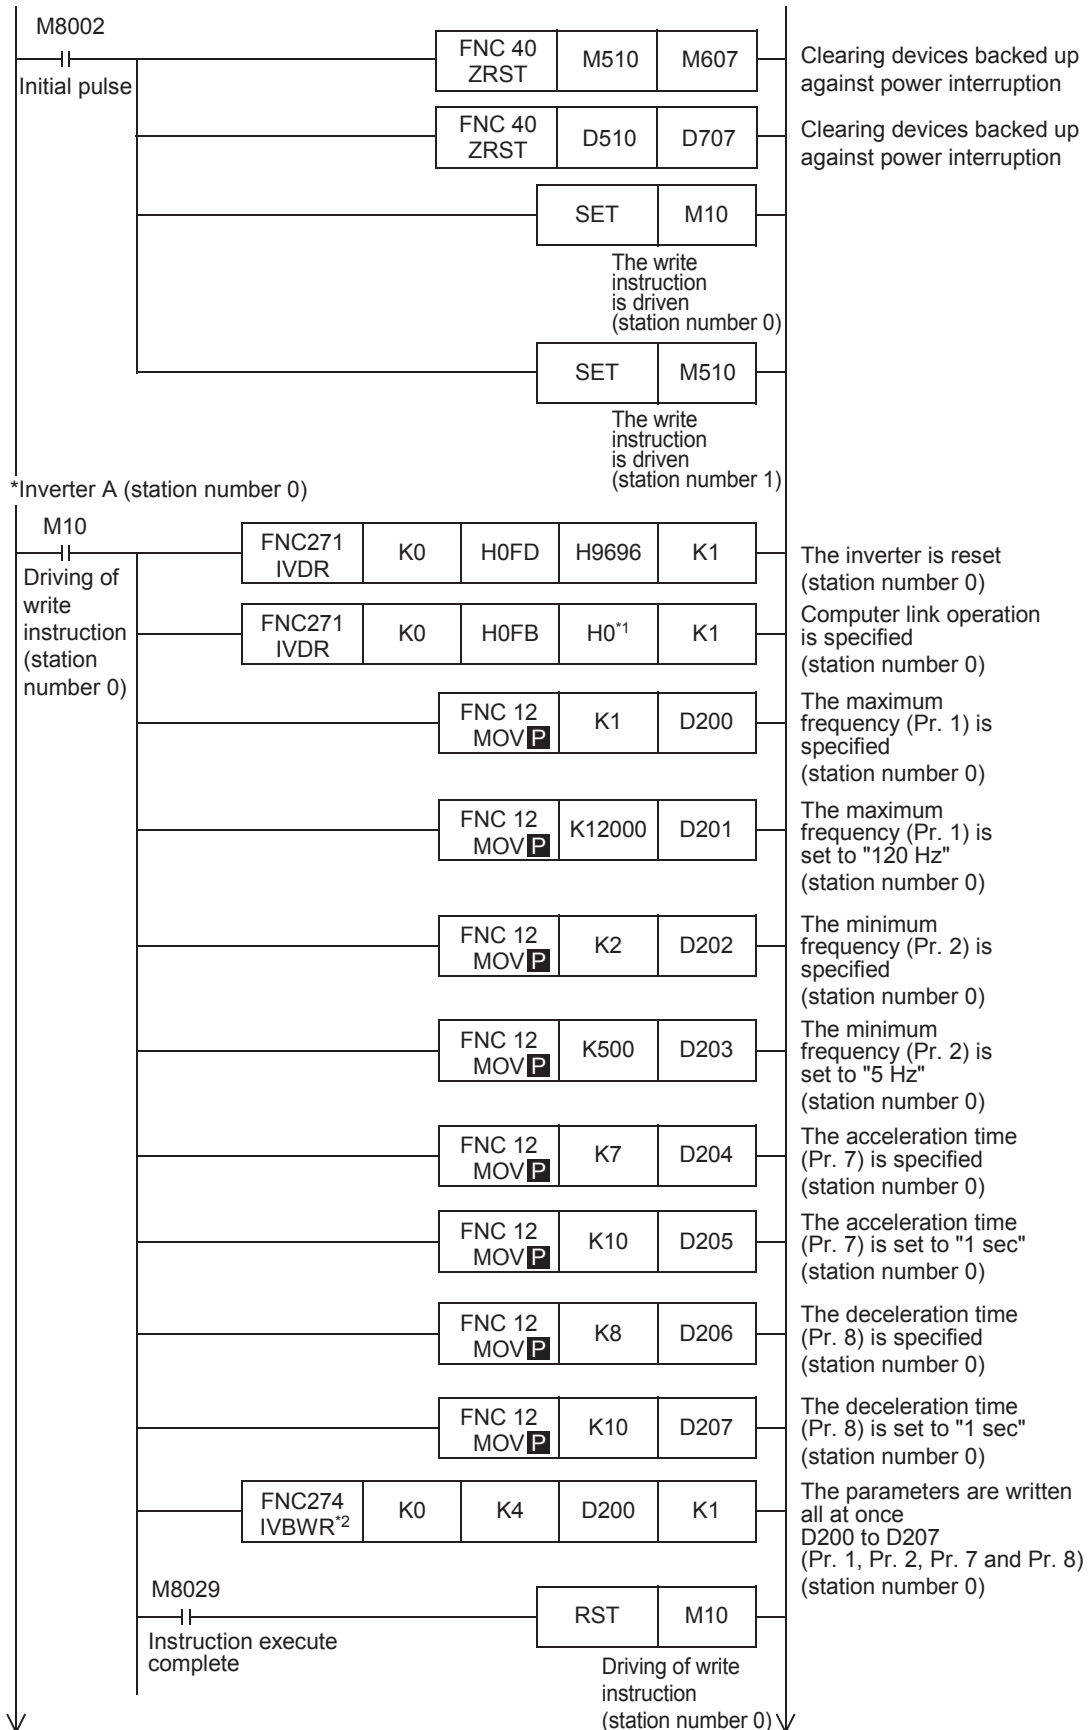 M8002
Initial pulse
FNC 40
ZRST
M510
M607
Clearing devices backed up
against power interruption
FNC 40
ZRST
D510
D707
Clearing devices backed up
against power interruption
SET
M10
The write
instruction
is driven
(station number 0)
SET
M510
The write
instruction
is driven
(station number 1)
*Inverter A (station number 0)
M10
Driving of
write
instruction
(station
number 0)
FNC271
IVDR
K0
H0FD
H9696
K1
The inverter is reset
(station number 0)
FNC271
IVDR
K0
H0FB
H0*1
K1
Computer link operation
is specified
(station number 0)
FNC 12
MOV P
K1
D200
The maximum
frequency (Pr. 1) is
specified
(station number 0)
FNC 12
MOV P
K12000
D201
The maximum
frequency (Pr. 1) is
set to "120 Hz"
(station number 0)
FNC 12
MOV P
K2
D202
The minimum
frequency (Pr. 2) is
specified
(station number 0)
FNC 12
MOV P
K500
D203
The minimum
frequency (Pr. 2) is
set to "5 Hz"
(station number 0)
FNC 12
MOV P
K7
D204
The acceleration time
(Pr. 7) is specified
(station number 0)
FNC 12
MOV P
K10
D205
The acceleration time
(Pr. 7) is set to "1 sec"
(station number 0)
FNC 12
MOV P
K8
D206
The deceleration time
(Pr. 8) is specified
(station number 0)
FNC 12
MOV P
K10
D207
The deceleration time
(Pr. 8) is set to "1 sec"
(station number 0)
FNC274
IVBWR*2
K0
K4
D200
K1
The parameters are written
all at once
D200 to D207
(Pr. 1, Pr. 2, Pr. 7 and Pr. 8)
(station number 0)
M8029
Instruction execute
complete
RST
M10
Driving of write
instruction
(station number 0)